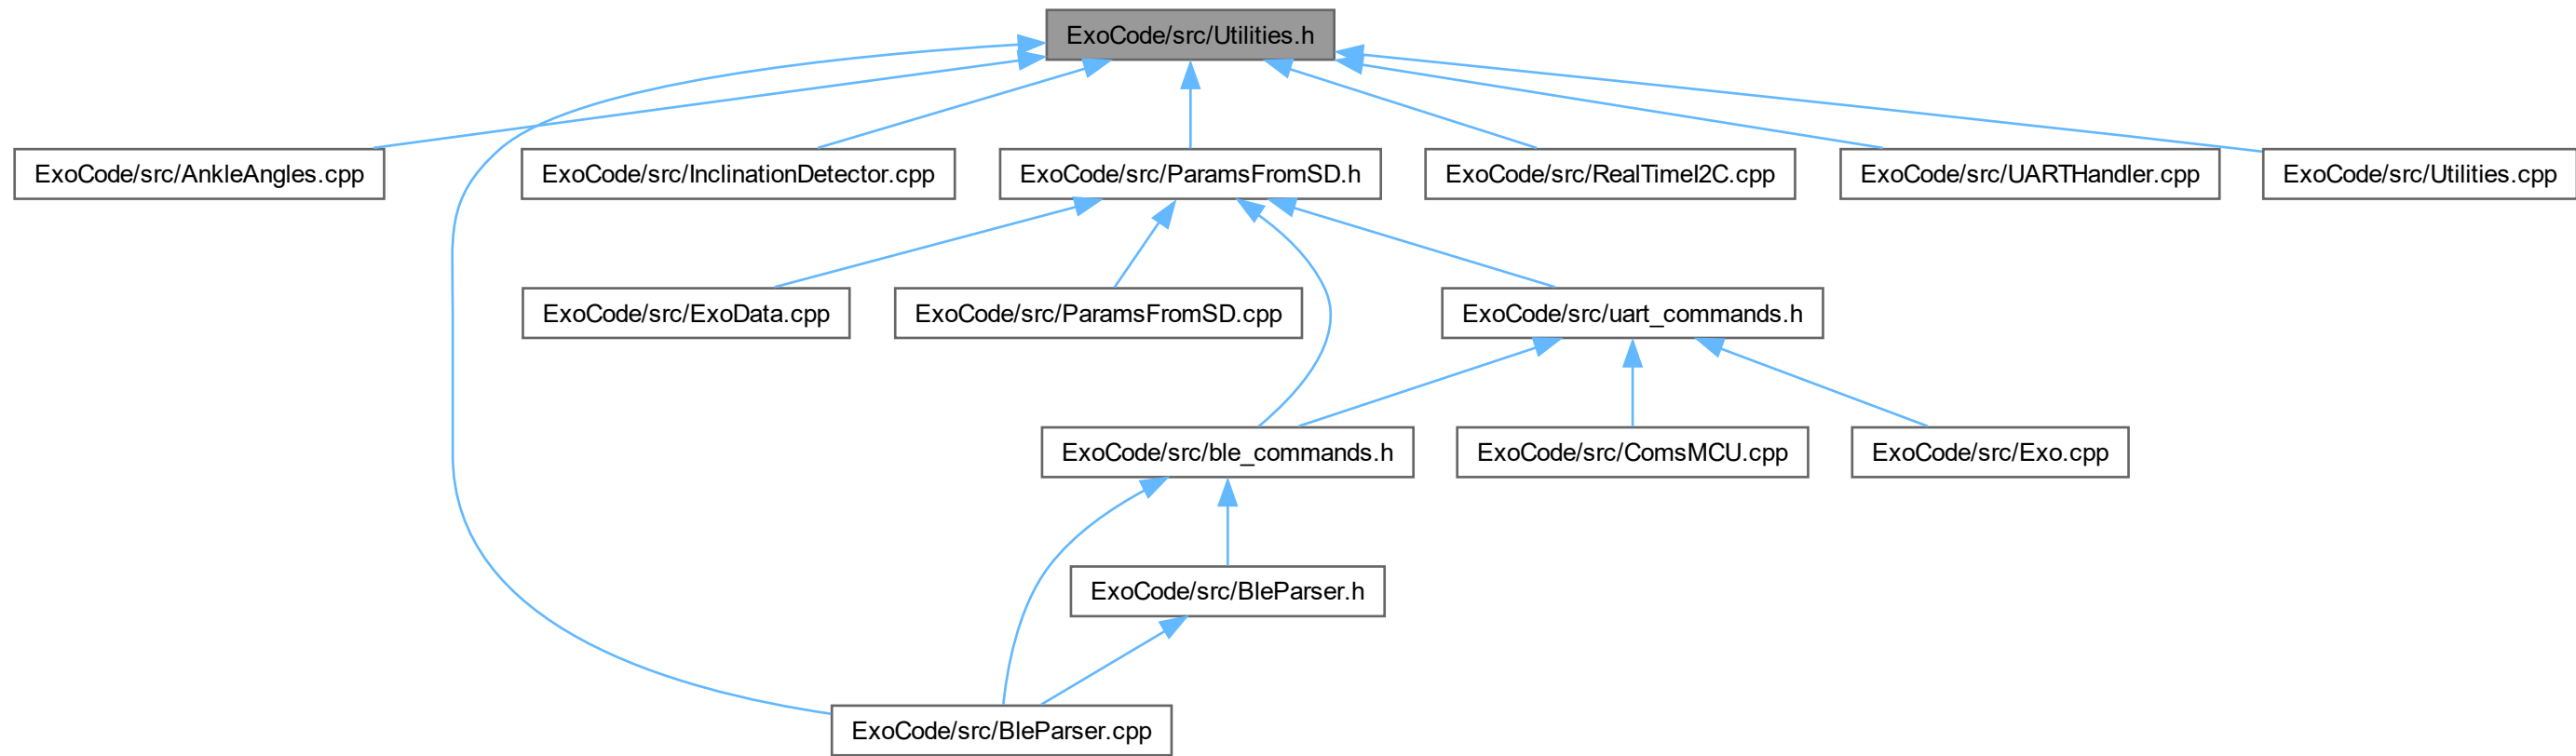 ExoCode/src/Utilities.h
ExoCode/src/AnkleAngles.cpp
ExoCode/src/InclinationDetector.cpp
ExoCode/src/ParamsFromSD.h
ExoCode/src/RealTimeI2C.cpp
ExoCode/src/UARTHandler.cpp
ExoCode/src/Utilities.cpp
ExoCode/src/ExoData.cpp
ExoCode/src/ParamsFromSD.cpp
ExoCode/src/uart_commands.h
ExoCode/src/ble_commands.h
ExoCode/src/ComsMCU.cpp
ExoCode/src/Exo.cpp
ExoCode/src/BleParser.h
ExoCode/src/BleParser.cpp